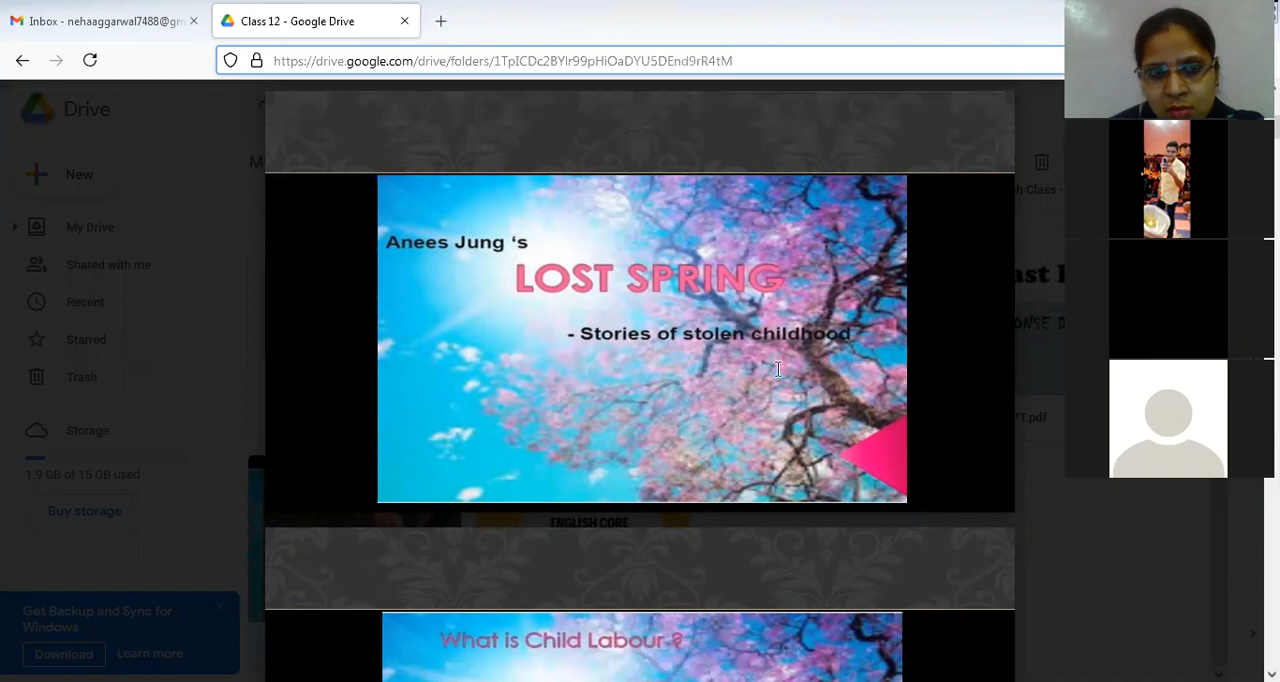 Inbox - nehaaggarwal7488@gm
Class 12 - Google Drive
https://drive.google.com/drive/folders/1TpICDc2BYlr99pHiOaDYU5DEnd9rR4tM
Drive
New
My Drive
Shared with me
Recent
Starred
Trash
Storage
1.9 GB of 15 GB used
Buy storage
Get Backup and Sync for
Windows
Download
Learn more
Anees Jung ‘s
LOST SPRING
- Stories of stolen childhood
ENGLISH CORE
What is Child Labour ?